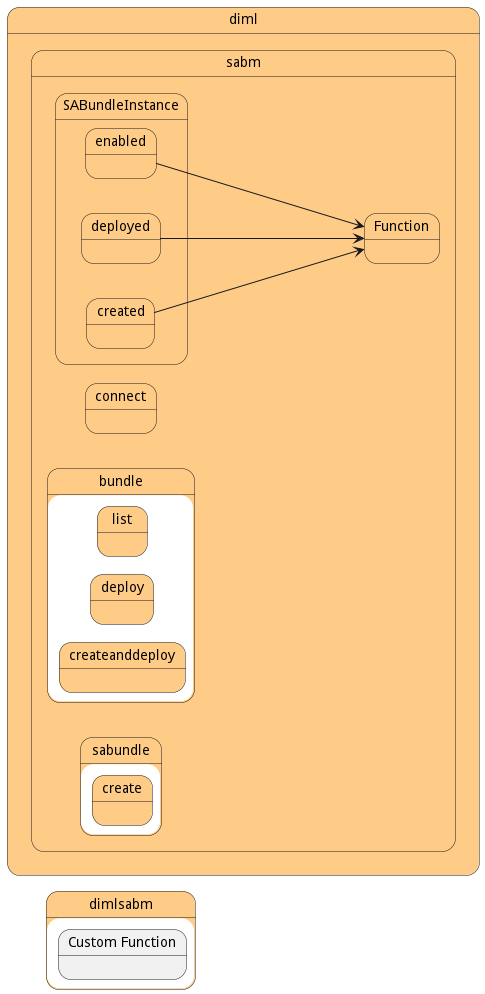 diml
sabm
SABundleInstance
enabled
deployed
Function
created
connect
bundle
list
deploy
createanddeploy
sabundle
create
dimlsabm
Custom Function